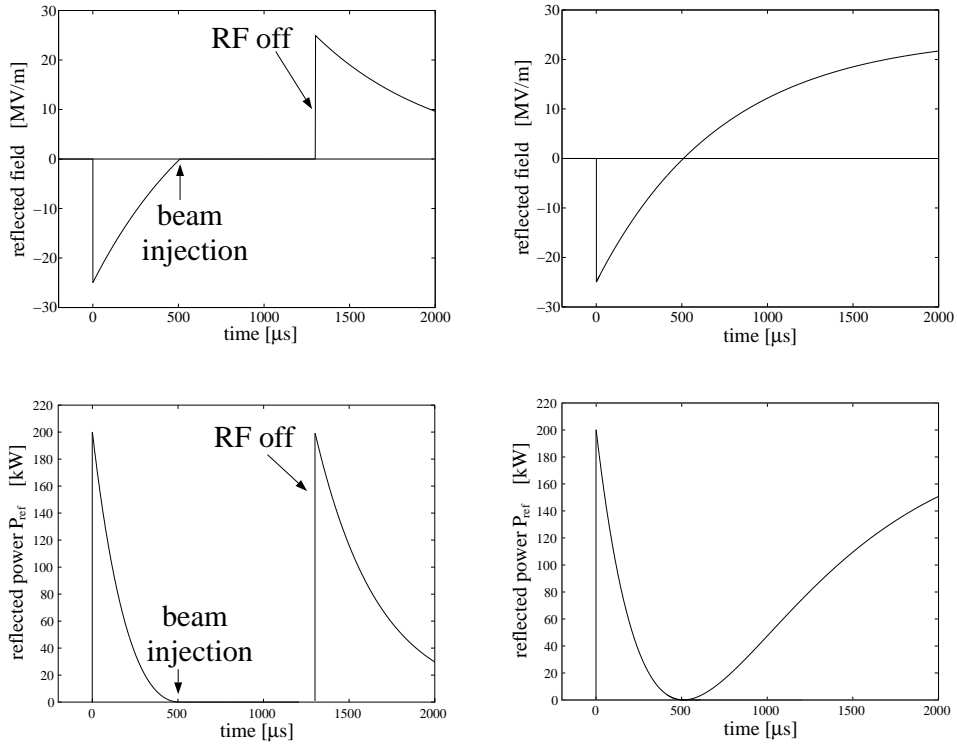 reflected field [MV/m]
30
20
10
0
−10
−20
−30
RF off
beam
injection
0 500 1000 1500 2000
time [μs]
reflected field [MV/m]
30
20
10
0
−10
−20
−30
0 500 1000 1500 2000
time [μs]
reflected power Pref [kW]
220
200
180
160
140
120
100
80
60
40
20
0
RF off
beam
injection
0 500 1000 1500 2000
time [μs]
reflected power Pref [kW]
220
200
180
160
140
120
100
80
60
40
20
0
0 500 1000 1500 2000
time [μs]